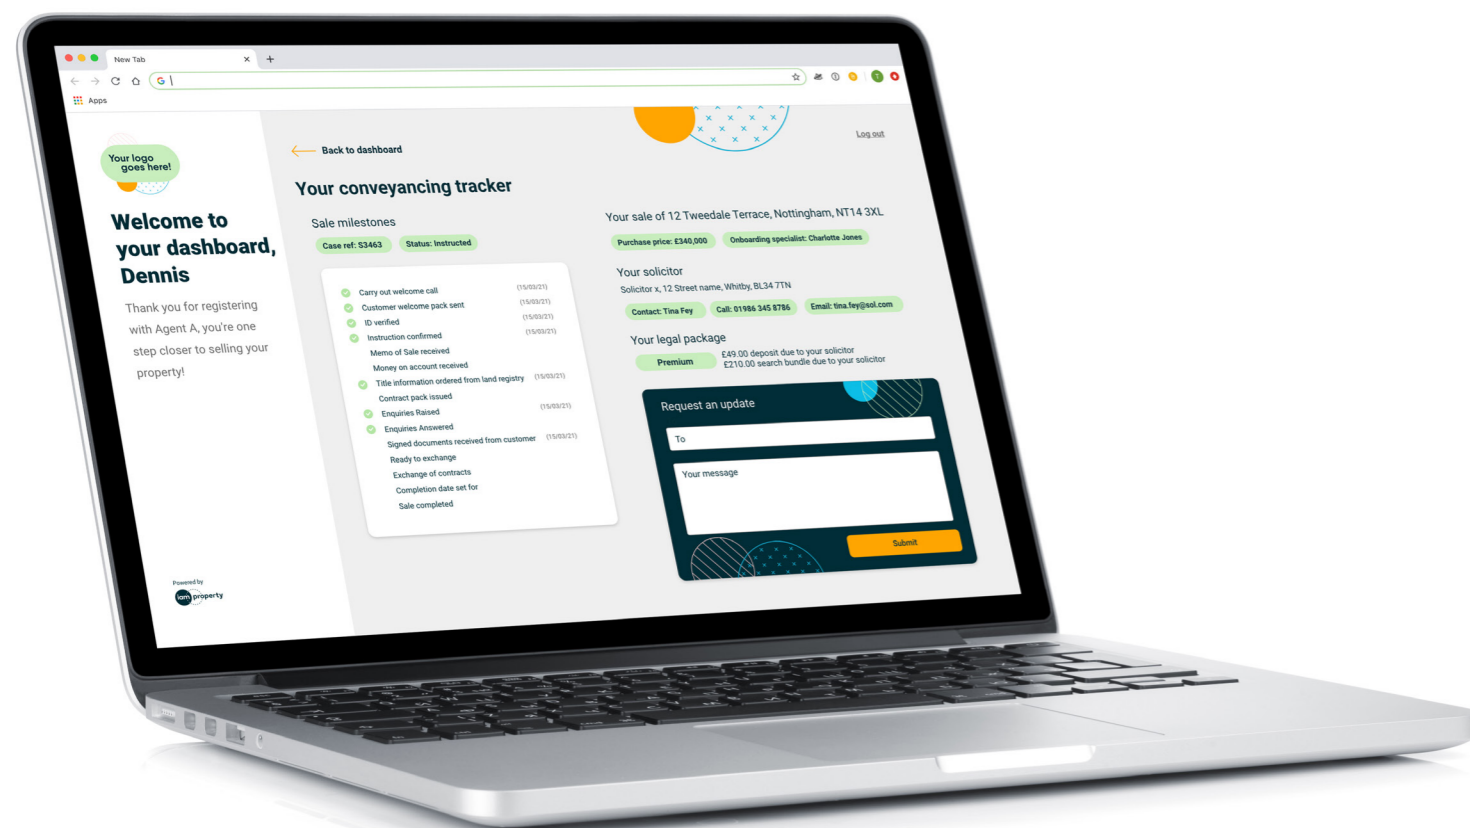 New Tab
Apps
Your logo
goes here!
Welcome to
your dashboard,
Dennis
Thank you for registering
with Agent A, you're one
step closer to selling your
property!
Powered by
iam property
Back to dashboard
Log out
Your conveyancing tracker
Sale milestones
Case ref: S3463
Status: Instructed
Carry out welcome call (15/03/21)
Customer welcome pack sent (15/03/21)
ID verified (15/03/21)
Instruction confirmed (15/03/21)
Memo of Sale received
Money on account received
Title information ordered from land registry (15/03/21)
Contract pack issued
Enquiries Raised (15/03/21)
Enquiries Answered
Signed documents received from customer (15/03/21)
Ready to exchange
Exchange of contracts
Completion date set for
Sale completed
Your sale of 12 Tweedale Terrace, Nottingham, NT14 3XL
Purchase price: £340,000
Onboarding specialist: Charlotte Jones
Your solicitor
Solicitor x, 12 Street name, Whitby, BL34 7TN
Contact: Tina Fey
Call: 01986 345 8786
Email: tina.fey@sol.com
Your legal package
Premium
£49.00 deposit due to your solicitor
£210.00 search bundle due to your solicitor
Request an update
To
Your message
Submit